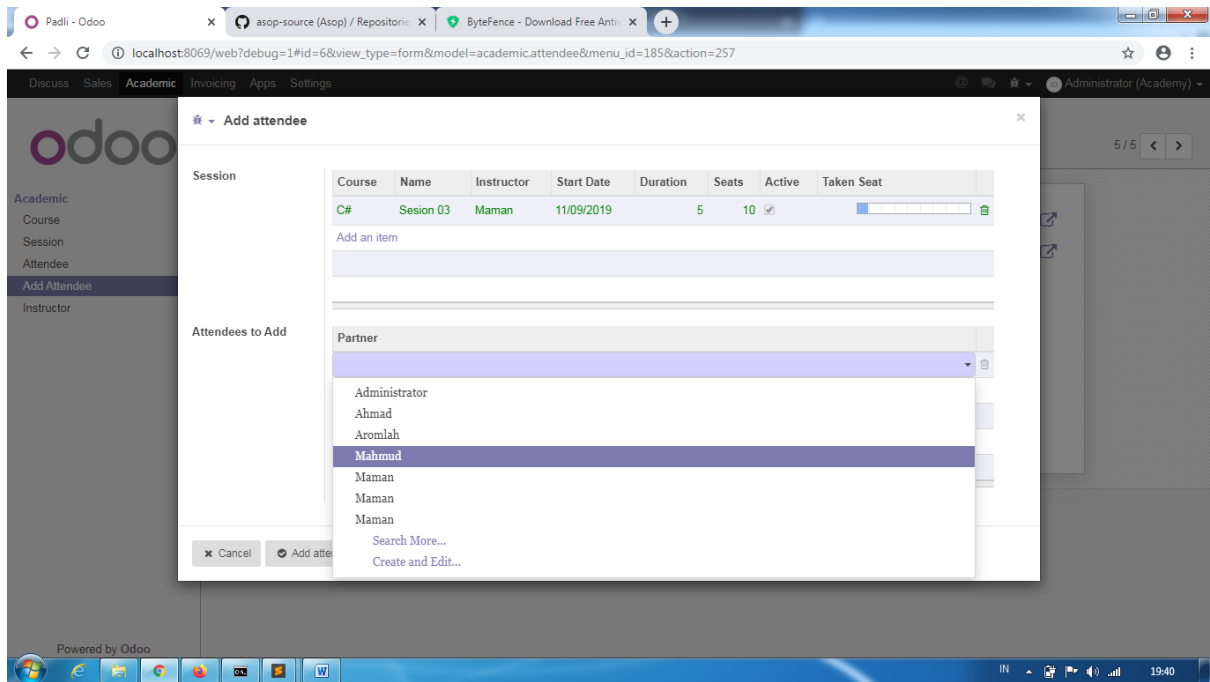 Padli - Odoo
asop-source (Asop) / Repositorie
ByteFence - Download Free Anti
localhost:8069/web?debug=1#id=6&view_type=form&model=academic.attendee&menu_id=185&action=257
Discuss Sales Academic Invoicing Apps Settings
@ Administrator (Academy)
odoo
Add attendee ×
5 / 5
Academic
Course
Session
Attendee
Add Attendee
Instructor
Session
Course Name Instructor Start Date Duration Seats Active Taken Seat
C# Sesion 03 Maman 11/09/2019 5 10
Add an item
Attendees to Add
Partner
Administrator
Ahmad
Aromlah
Mahmud
Maman
Maman
Maman
Search More...
Create and Edit...
Cancel Add atte
Powered by Odoo
IN 19:40